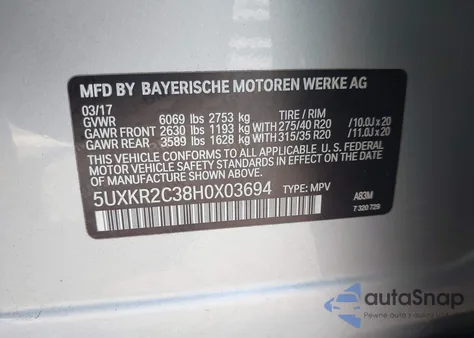 MFD BY BAYERISCHE MOTOREN WERKE AG
03/17
GVWR 6069 lbs 2753 kg TIRE / RIM
GAWR FRONT 2630 lbs 1193 kg WITH 275/40 R20 /10.0J x 20
GAWR REAR 3589 lbs 1628 kg WITH 315/35 R20 /11.0J x 20
THIS VEHICLE CONFORMS TO ALL APPLICABLE U.S. FEDERAL
MOTOR VEHICLE SAFETY STANDARDS IN EFFECT ON THE DATE
OF MANUFACTURE SHOWN ABOVE.
5UXKR2C38H0X03694 TYPE: MPV A83M
7 320 729
autoSnap
Pewne auta z aukcji